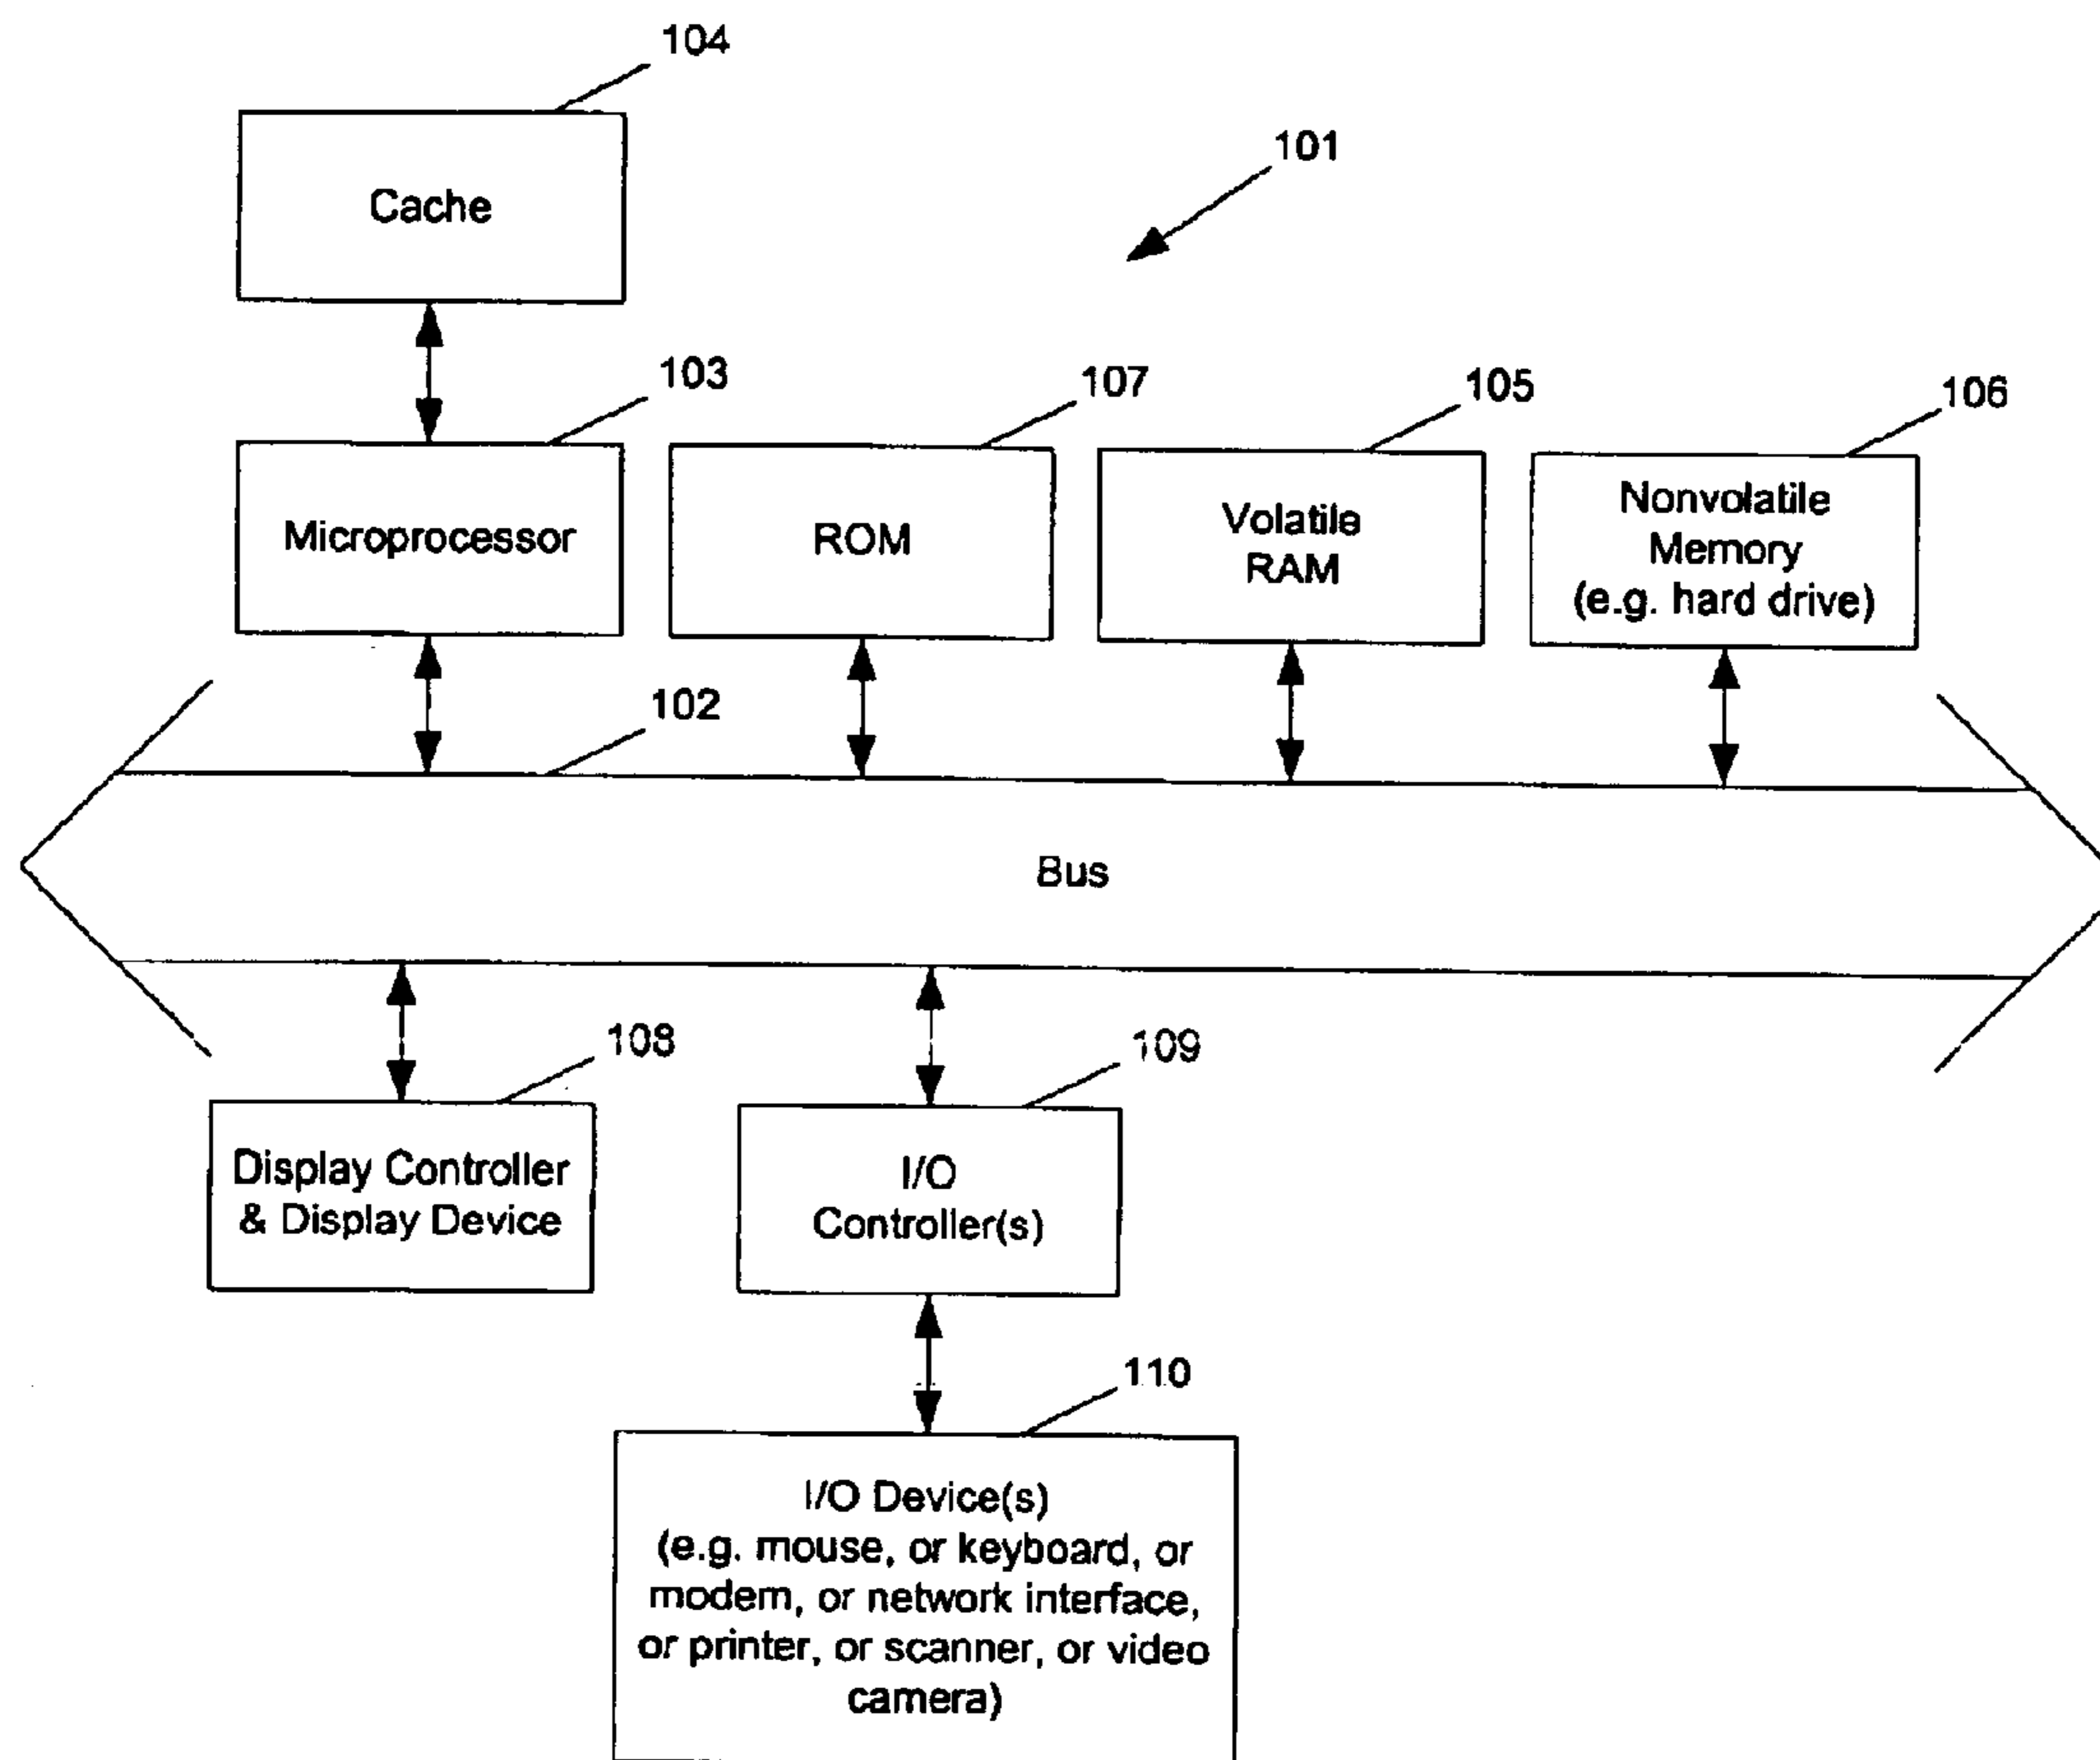 104
Cache
101
103
Microprocessor
107
ROM
105
Volatile
RAM
106
Nonvolatile
Memory
(e.g. hard drive)
102
Bus
108
Display Controller
& Display Device
109
I/O
Controller(s)
110
I/O Device(s)
(e.g. mouse, or keyboard, or
modem, or network interface,
or printer, or scanner, or video
camera)